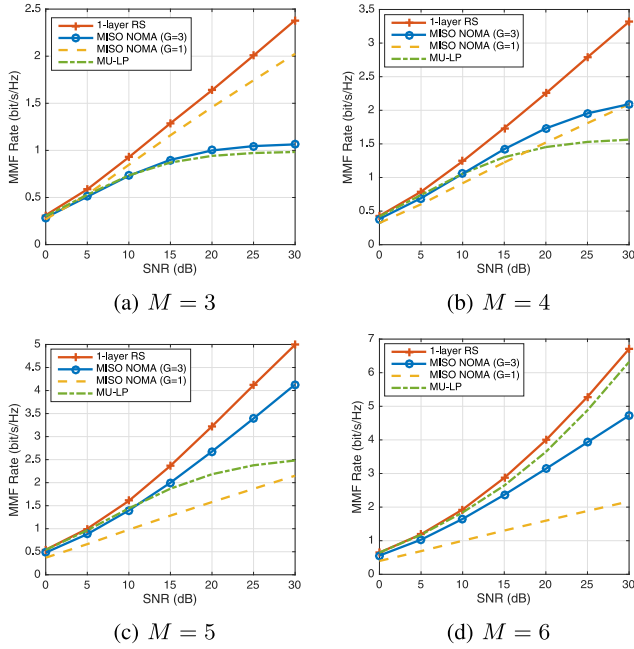 2.5
2
1.5
1
0.5
0
MMF Rate (bit/s/Hz)
1-layer RS
MISO NOMA (G=3)
MISO NOMA (G=1)
MU-LP
0 5 10 15 20 25 30
SNR (dB)
(a) M = 3
3.5
3
2.5
2
1.5
1
0.5
0
MMF Rate (bit/s/Hz)
1-layer RS
MISO NOMA (G=3)
MISO NOMA (G=1)
MU-LP
0 5 10 15 20 25 30
SNR (dB)
(b) M = 4
5
4.5
4
3.5
3
2.5
2
1.5
1
0.5
0
MMF Rate (bit/s/Hz)
1-layer RS
MISO NOMA (G=3)
MISO NOMA (G=1)
MU-LP
0 5 10 15 20 25 30
SNR (dB)
(c) M = 5
7
6
5
4
3
2
1
0
MMF Rate (bit/s/Hz)
1-layer RS
MISO NOMA (G=3)
MISO NOMA (G=1)
MU-LP
0 5 10 15 20 25 30
SNR (dB)
(d) M = 6